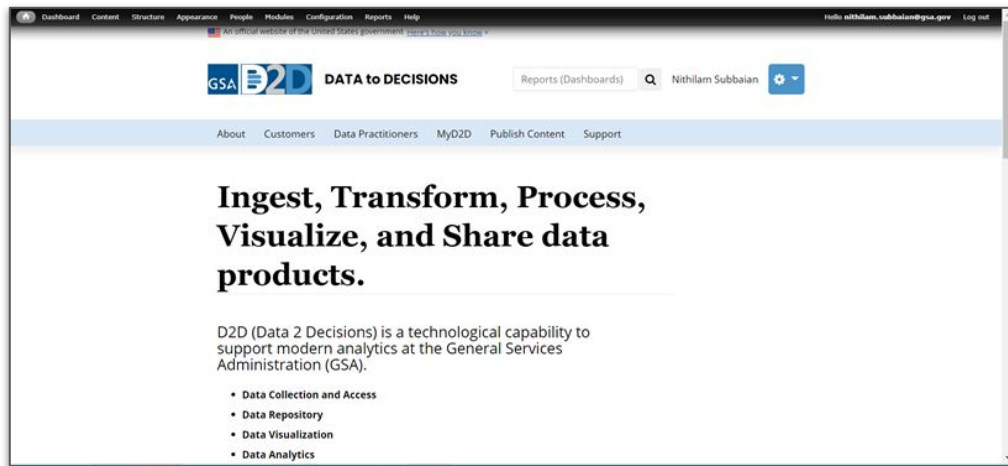 Dashboard Content Structure Appearance People Modules Configuration Reports Help Hello nithilam.subbaian@gsa.gov Log out
An official website of the United States government Here's how you know
GSA D2D DATA to DECISIONS Reports (Dashboards) Nithilam Subbaian
About Customers Data Practitioners MyD2D Publish Content Support
Ingest, Transform, Process,
Visualize, and Share data
products.
D2D (Data 2 Decisions) is a technological capability to
support modern analytics at the General Services
Administration (GSA).
• Data Collection and Access
• Data Repository
• Data Visualization
• Data Analytics